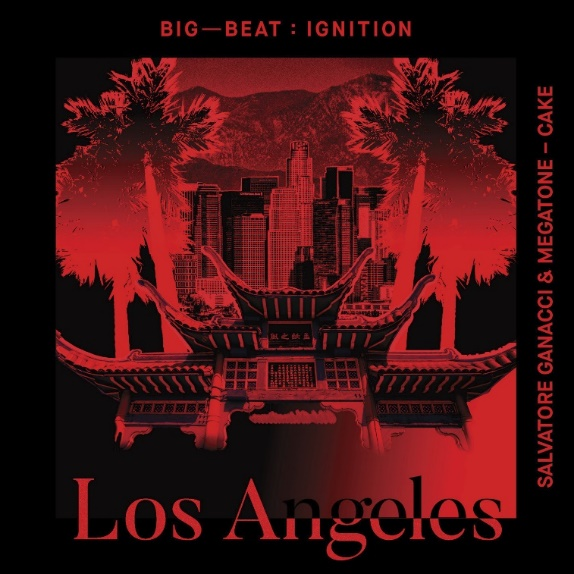 BIG—BEAT : IGNITION
SALVATORE GANACCI & MEGATONE – CAKE
Los Angeles